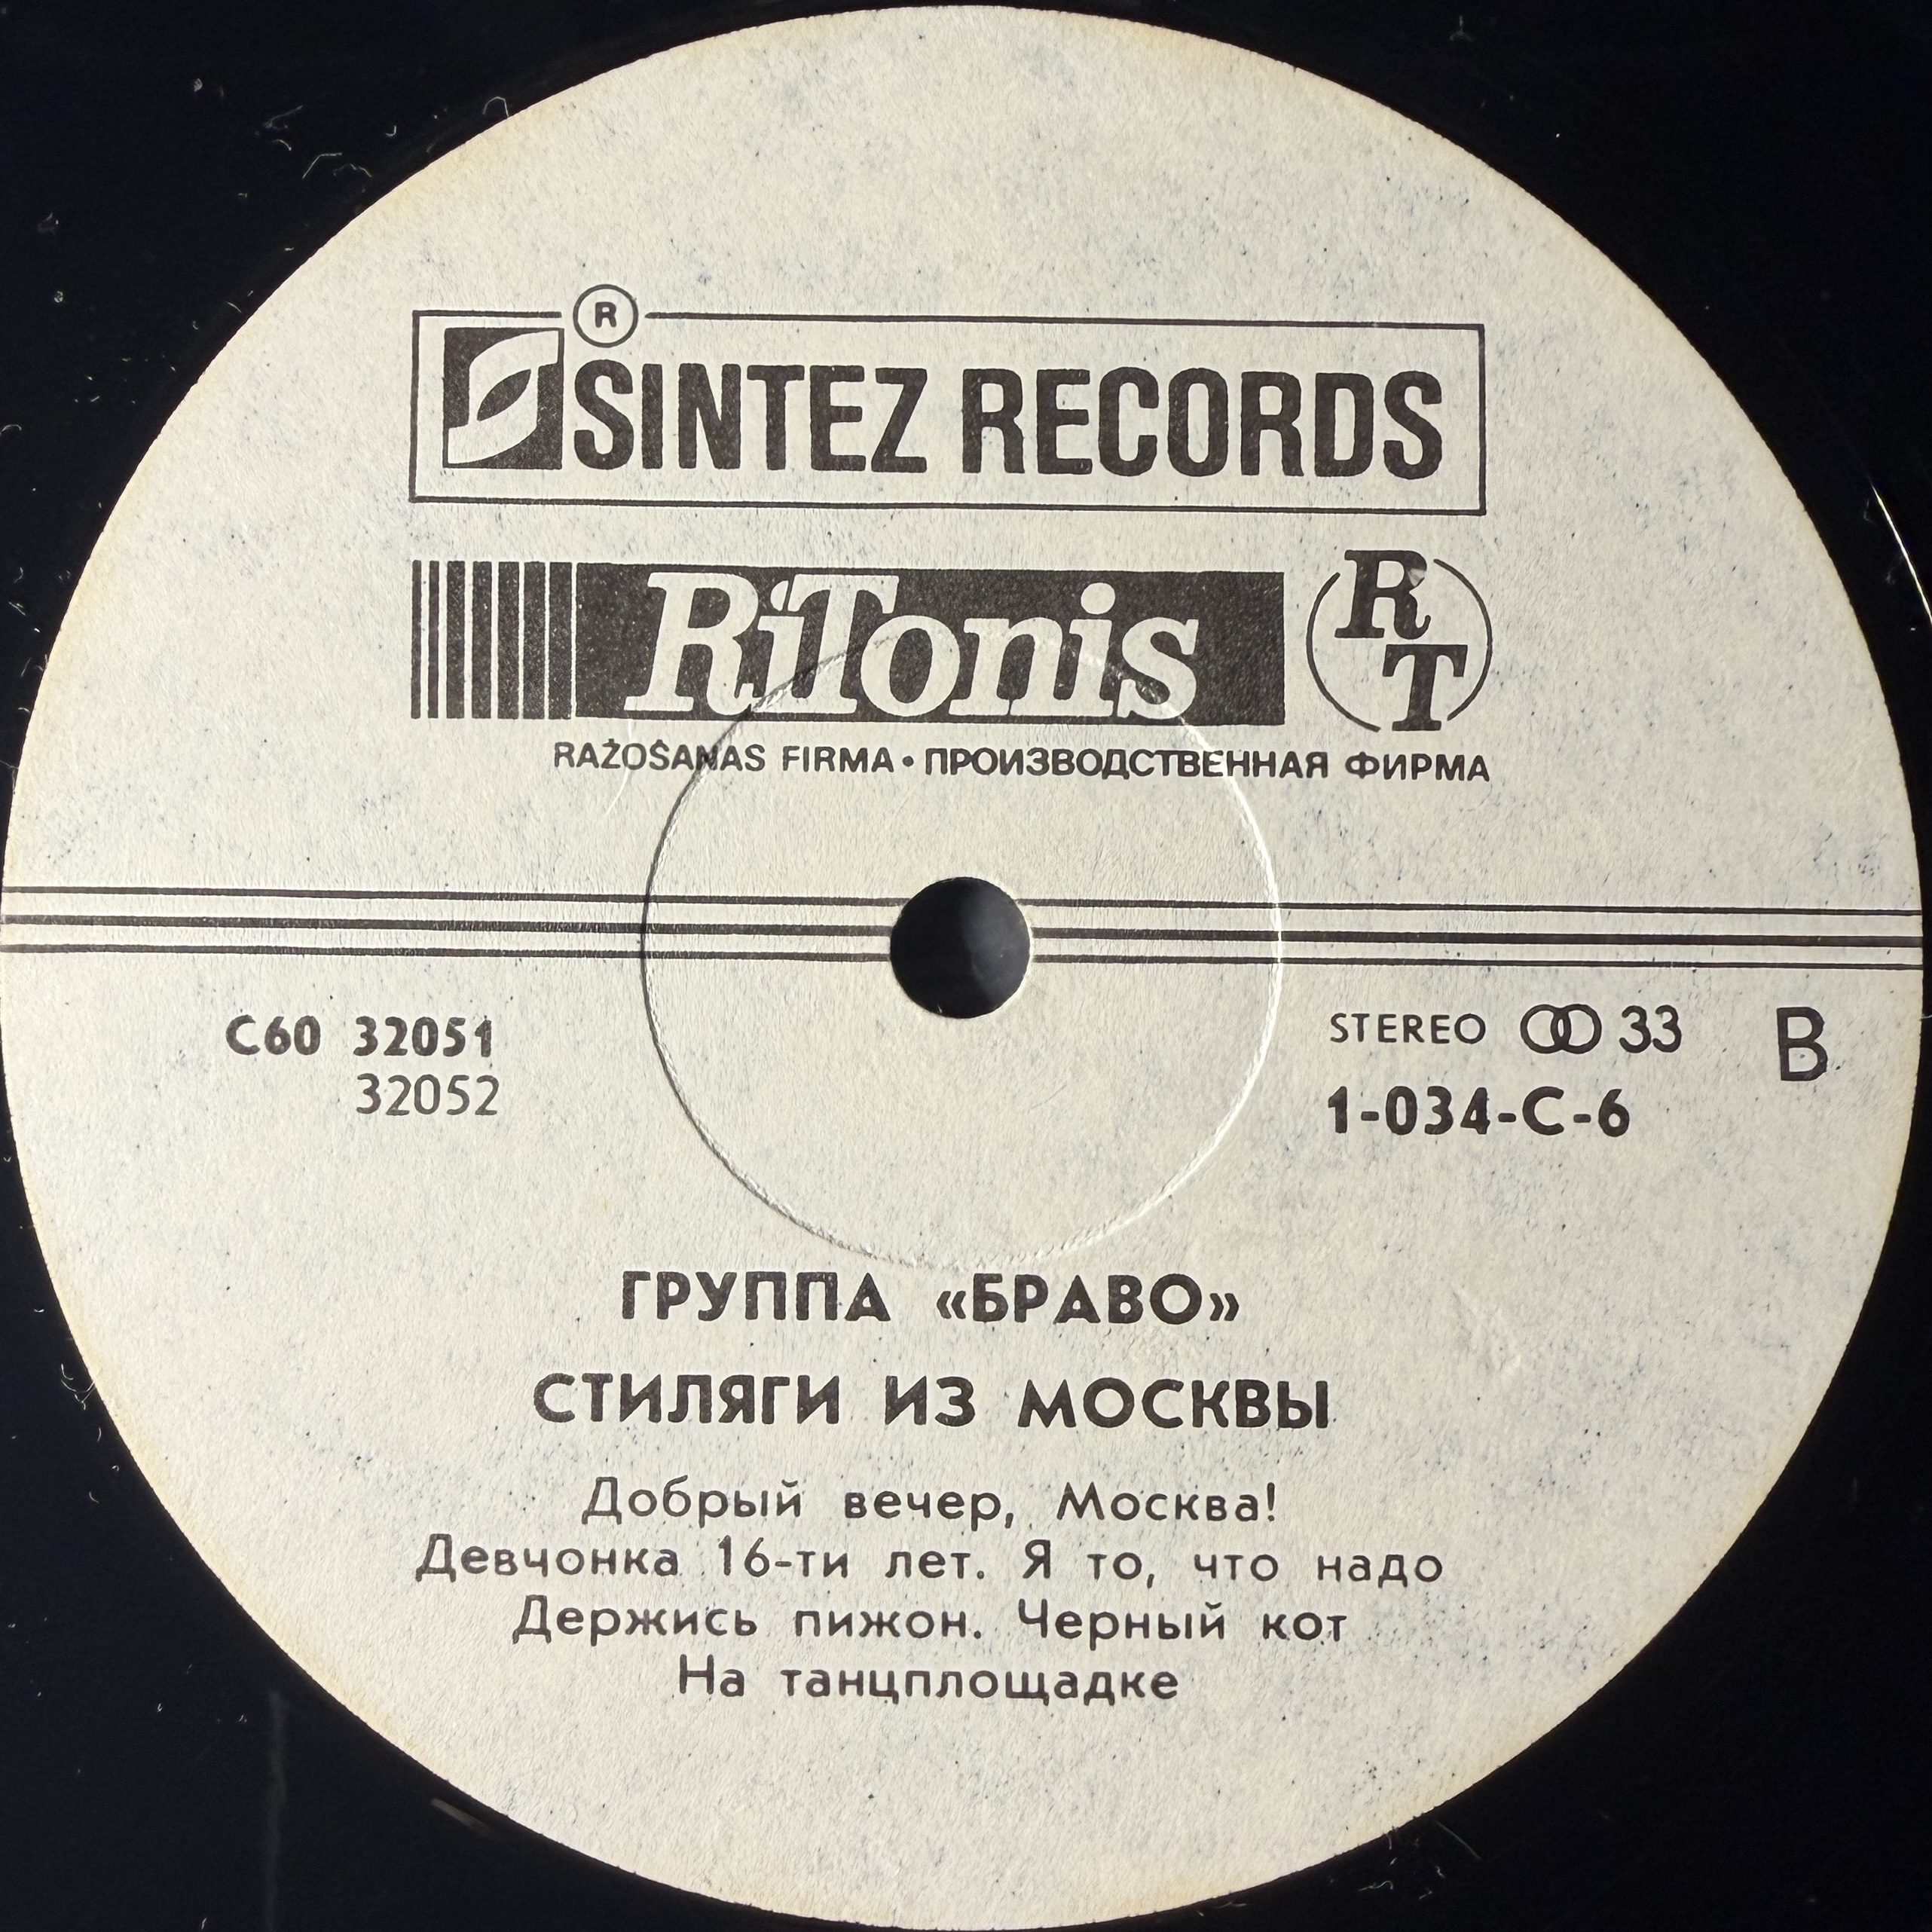 R
SINTEZ RECORDS
RiTonis
RT
RAŽOŠANAS FIRMA • ПРОИЗВОДСТВЕННАЯ ФИРМА
С60 32051
32052
STEREO 33
B
1-034-C-6
ГРУППА «БРАВО»
СТИЛЯГИ ИЗ МОСКВЫ
Добрый вечер, Москва!
Девчонка 16-ти лет. Я то, что надо
Держись пижон. Черный кот
На танцплощадке